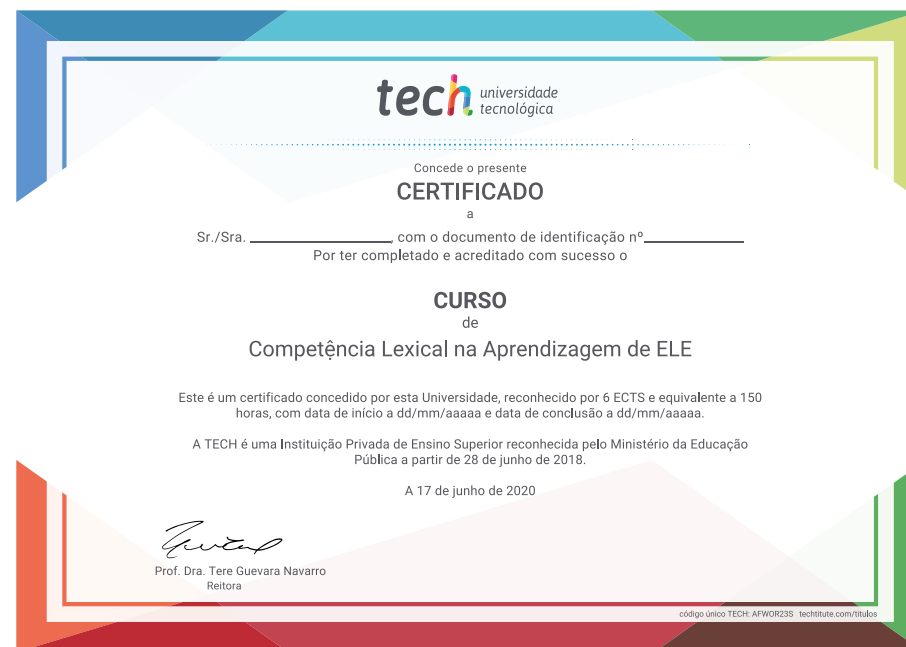 tech universidade
tecnológica
Concede o presente
CERTIFICADO
a
Sr./Sra. ____________________, com o documento de identificação nº______________
Por ter completado e acreditado com sucesso o
CURSO
de
Competência Lexical na Aprendizagem de ELE
Este é um certificado concedido por esta Universidade, reconhecido por 6 ECTS e equivalente a 150
horas, com data de início a dd/mm/aaaaa e data de conclusão a dd/mm/aaaaa.
A TECH é uma Instituição Privada de Ensino Superior reconhecida pelo Ministério da Educação
Pública a partir de 28 de junho de 2018.
A 17 de junho de 2020
Prof. Dra. Tere Guevara Navarro
Reitora
código único TECH: AFWOR23S techtitute.com/titulos